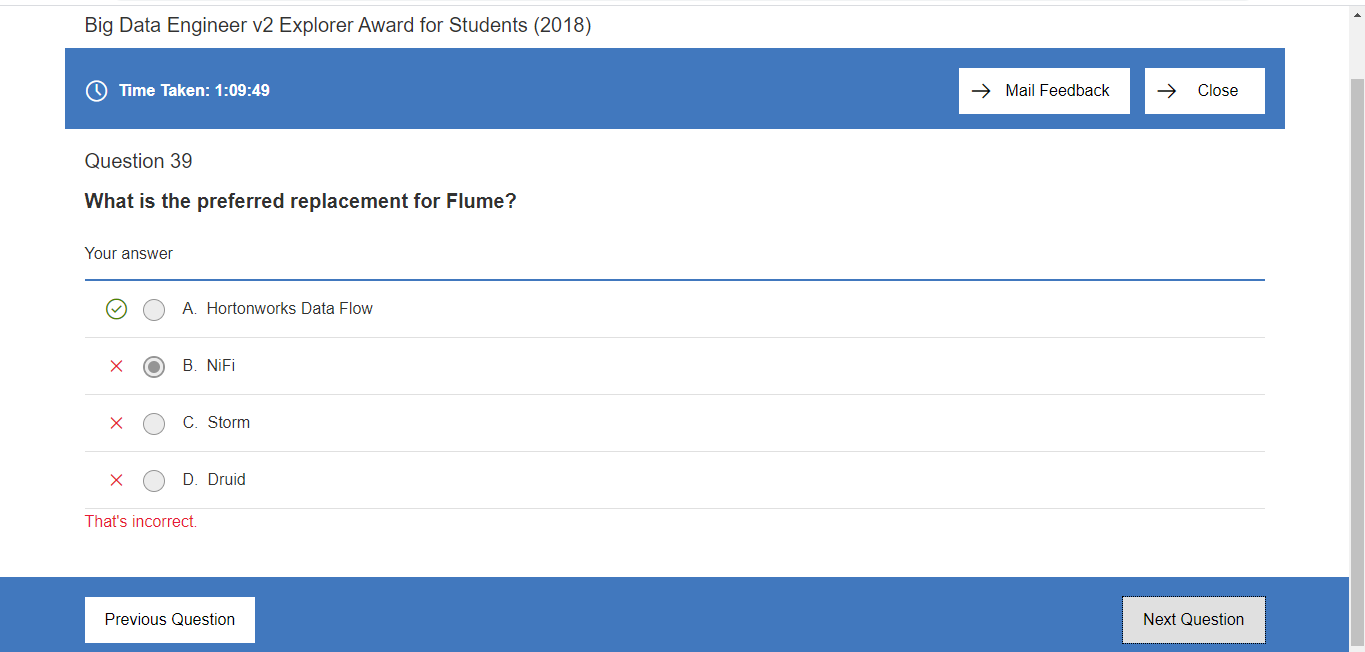 Big Data Engineer v2 Explorer Award for Students (2018)
Time Taken: 1:09:49
Mail Feedback
Close
Question 39
What is the preferred replacement for Flume?
Your answer
A. Hortonworks Data Flow
B. NiFi
C. Storm
D. Druid
That's incorrect.
Previous Question
Next Question